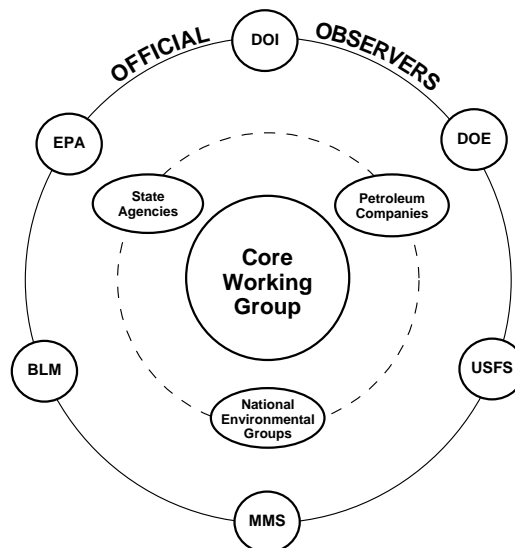 OFFICIAL
DOI
OBSERVERS
EPA
DOE
State
Agencies
Petroleum
Companies
Core
Working
Group
BLM
USFS
National
Environmental
Groups
MMS